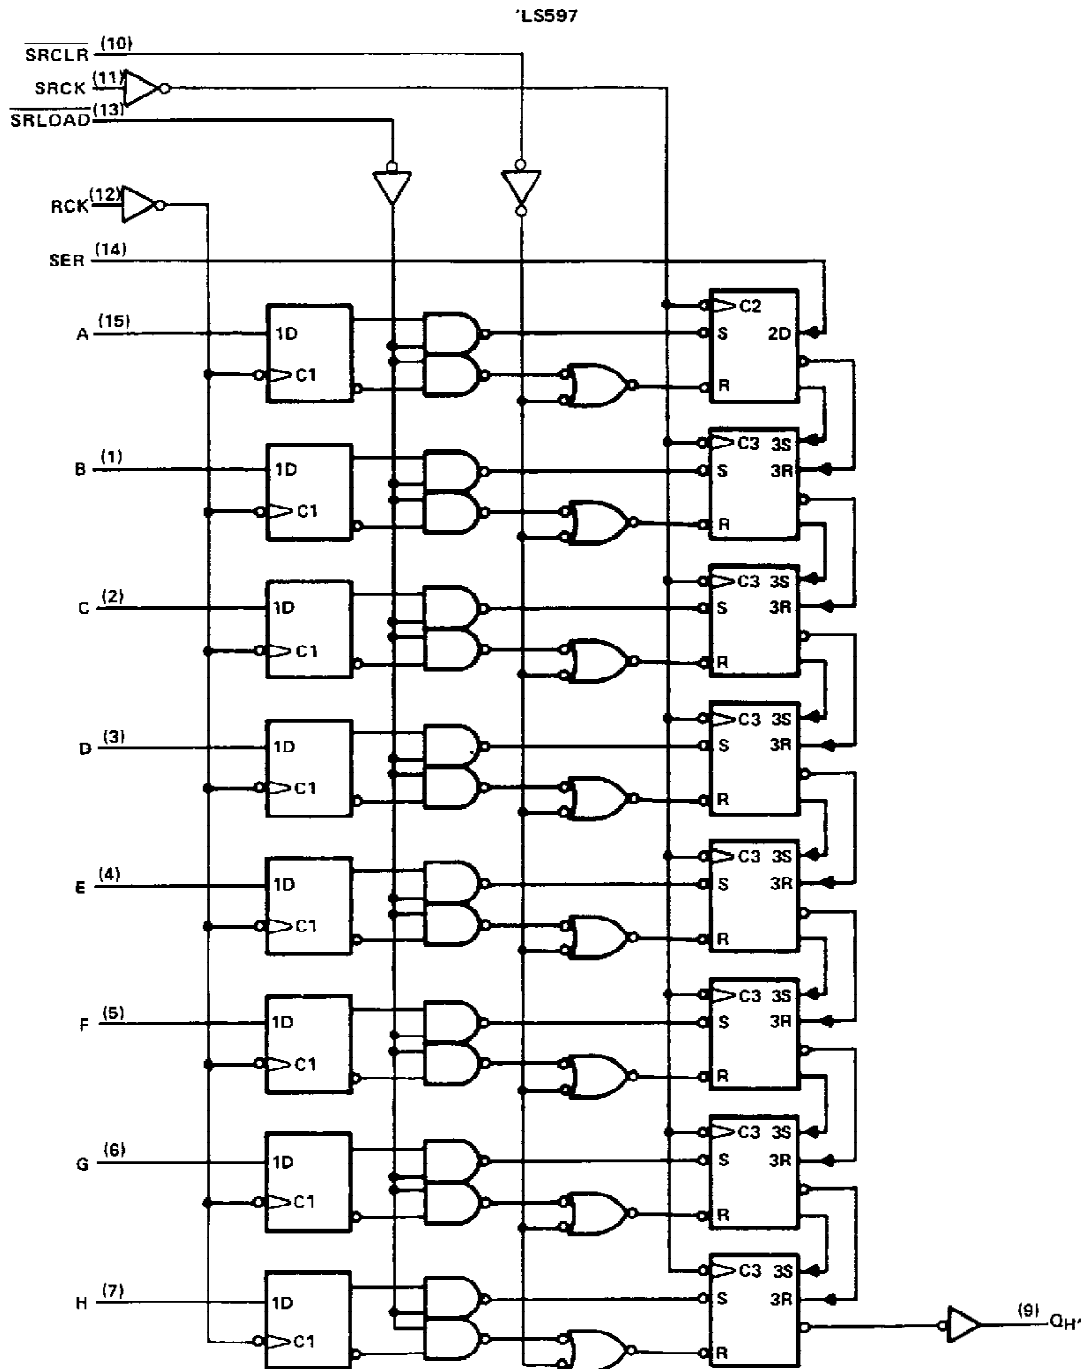 'LS597
SRCLR (10)
SRCK (11)
SRLOAD (13)
RCK (12)
SER (14)
C2
A (15) 1D S 2D
C1 R
C3 3S
B (1) 1D S 3R
C1 R
C3 3S
C (2) 1D S 3R
C1 R
C3 3S
D (3) 1D S 3R
C1 R
C3 3S
E (4) 1D S 3R
C1 R
C3 3S
F (5) 1D S 3R
C1 R
C3 3S
G (6) 1D S 3R
C1 R
C3 3S
H (7) 1D S 3R
(9) QH'
C1 R